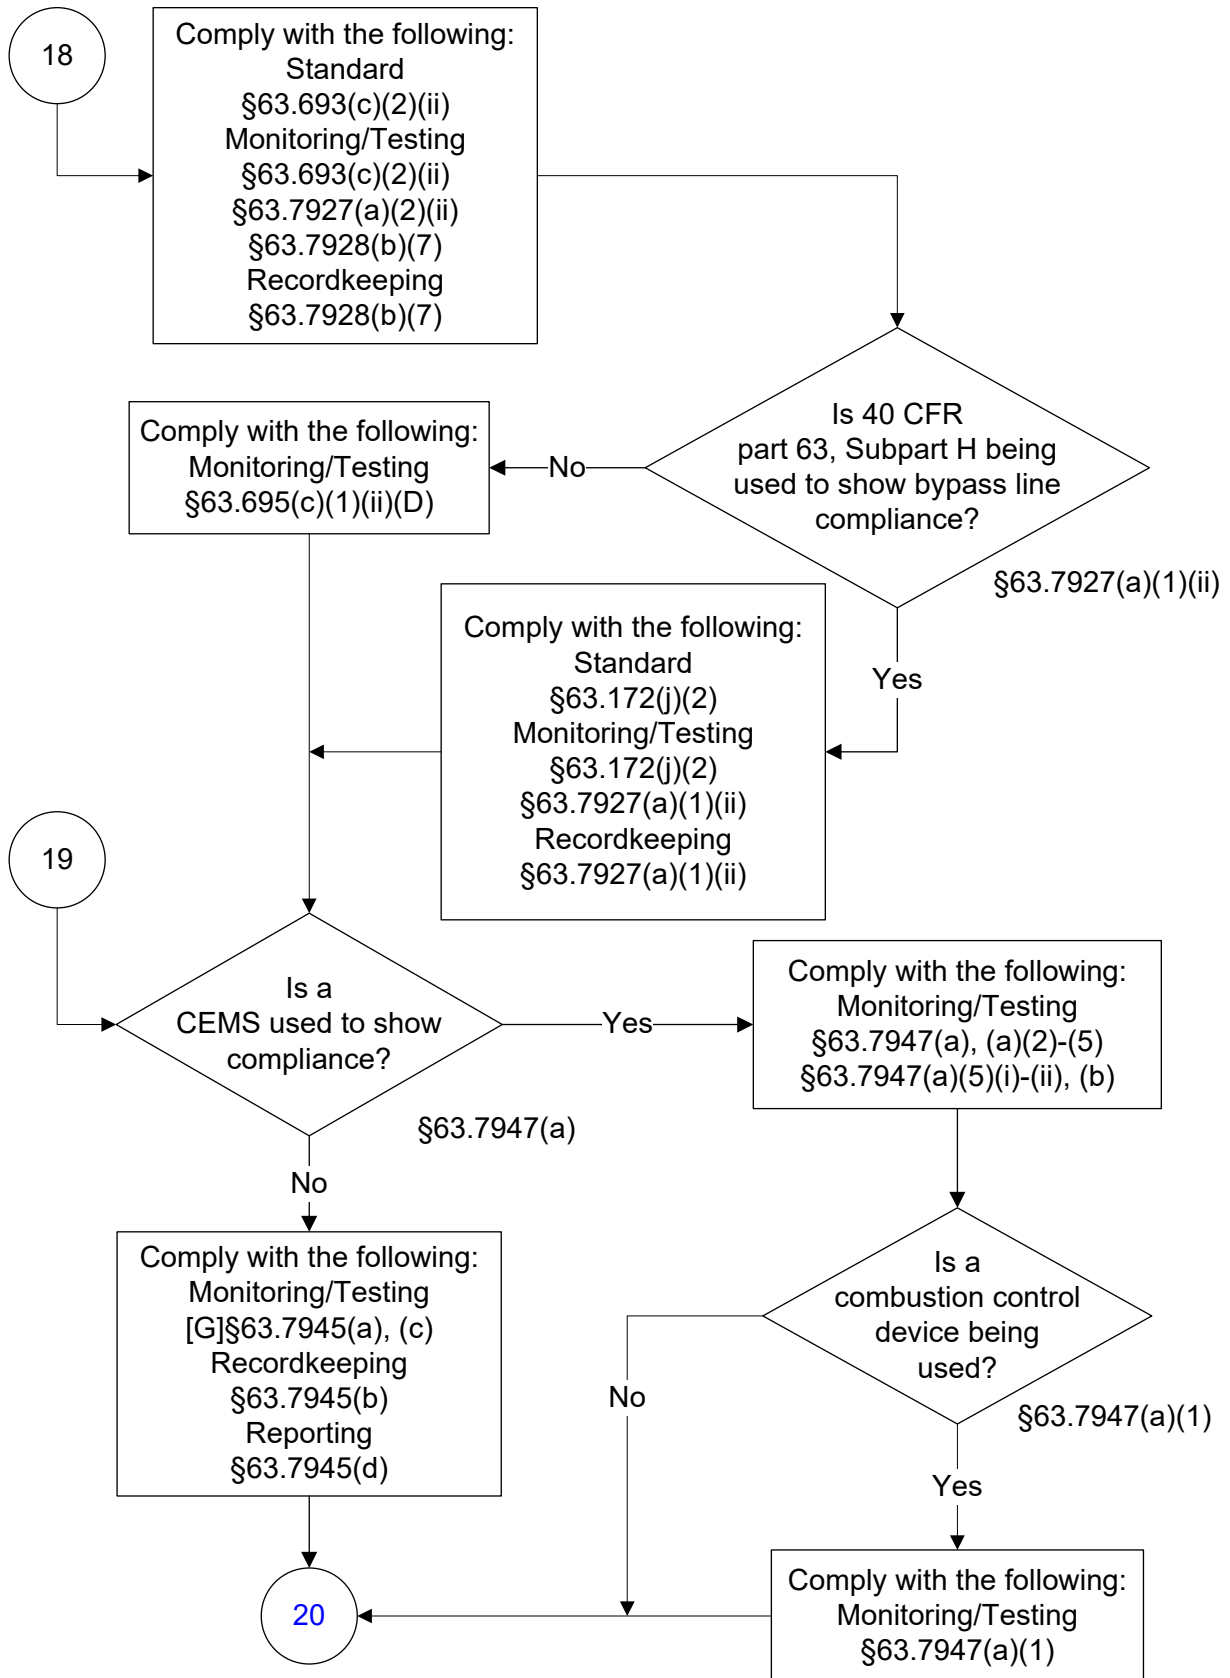 18
Comply with the following:
Standard
§63.693(c)(2)(ii)
Monitoring/Testing
§63.693(c)(2)(ii)
§63.7927(a)(2)(ii)
§63.7928(b)(7)
Recordkeeping
§63.7928(b)(7)
Is 40 CFR
part 63, Subpart H being
used to show bypass line
compliance?
§63.7927(a)(1)(ii)
No
Comply with the following:
Monitoring/Testing
§63.695(c)(1)(ii)(D)
Yes
Comply with the following:
Standard
§63.172(j)(2)
Monitoring/Testing
§63.172(j)(2)
§63.7927(a)(1)(ii)
Recordkeeping
§63.7927(a)(1)(ii)
19
Is a
CEMS used to show
compliance?
§63.7947(a)
Yes
Comply with the following:
Monitoring/Testing
§63.7947(a), (a)(2)-(5)
§63.7947(a)(5)(i)-(ii), (b)
No
Comply with the following:
Monitoring/Testing
[G]§63.7945(a), (c)
Recordkeeping
§63.7945(b)
Reporting
§63.7945(d)
Is a
combustion control
device being
used?
§63.7947(a)(1)
No
Yes
Comply with the following:
Monitoring/Testing
§63.7947(a)(1)
20